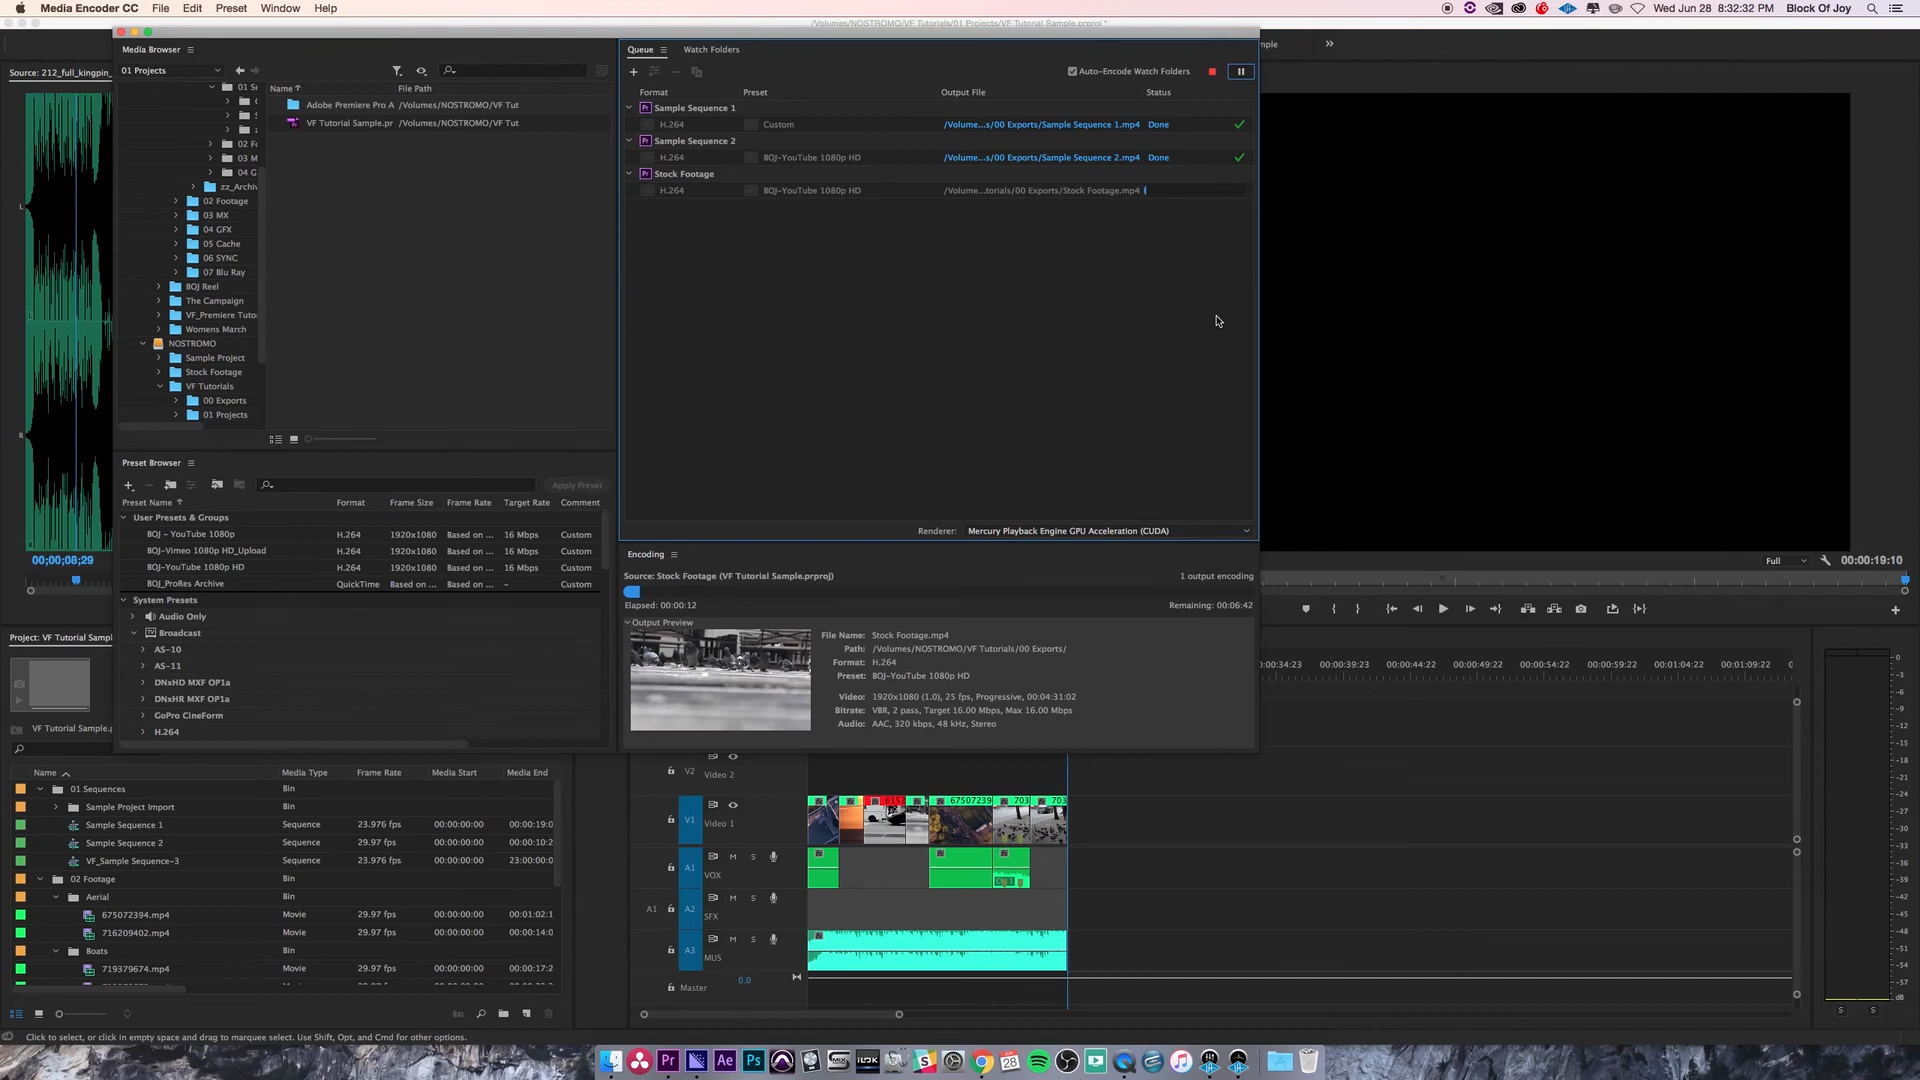 Media Encoder CC File Edit Preset Window Help
Wed Jun 28 8:32:32 PM Block Of Joy
/Volumes/NOSTROMO/VF Tutorials/01 Projects/VF Tutorial Sample.prproj *
Source: 212_full_kingpin_
Media Browser
01 Projects
Name File Path
Adobe Premiere Pro A /Volumes/NOSTROMO/VF Tut
VF Tutorial Sample.pr /Volumes/NOSTROMO/VF Tut
zz_Archiv
02 Footage
03 MX
04 GFX
05 Cache
06 SYNC
07 Blu Ray
BOJ Reel
The Campaign
VF_Premiere Tuto
Womens March
NOSTROMO
Sample Project
Stock Footage
VF Tutorials
00 Exports
01 Projects
Queue Watch Folders
Auto-Encode Watch Folders
Format Preset Output File Status
Sample Sequence 1
H.264 Custom /Volume...s/00 Exports/Sample Sequence 1.mp4 Done
Sample Sequence 2
H.264 BOJ-YouTube 1080p HD /Volume...s/00 Exports/Sample Sequence 2.mp4 Done
Stock Footage
H.264 BOJ-YouTube 1080p HD /Volume...torials/00 Exports/Stock Footage.mp4
Renderer: Mercury Playback Engine GPU Acceleration (CUDA)
Preset Browser
Apply Preset
Preset Name Format Frame Size Frame Rate Target Rate Comment
User Presets & Groups
BOJ - YouTube 1080p H.264 1920x1080 Based on ... 16 Mbps Custom
BOJ-Vimeo 1080p HD_Upload H.264 1920x1080 Based on ... 16 Mbps Custom
BOJ-YouTube 1080p HD H.264 1920x1080 Based on ... 16 Mbps Custom
BOJ_ProRes Archive QuickTime Based on ... Based on ... – Custom
System Presets
Audio Only
Broadcast
AS-10
AS-11
DNxHD MXF OP1a
DNxHR MXF OP1a
GoPro CineForm
H.264
Encoding
Source: Stock Footage (VF Tutorial Sample.prproj) 1 output encoding
Elapsed: 00:00:12 Remaining: 00:06:42
Output Preview
File Name: Stock Footage.mp4
Path: /Volumes/NOSTROMO/VF Tutorials/00 Exports/
Format: H.264
Preset: BOJ-YouTube 1080p HD
Video: 1920x1080 (1.0), 25 fps, Progressive, 00:04:31:02
Bitrate: VBR, 2 pass, Target 16.00 Mbps, Max 16.00 Mbps
Audio: AAC, 320 kbps, 48 kHz, Stereo
00;00;08;29
Full 00:00:19:10
:00:34:23 00:00:39:23 00:00:44:22 00:00:49:22 00:00:54:22 00:00:59:22 00:01:04:22 00:01:09:22
Project: VF Tutorial Sampl
VF Tutorial Sample.p
Name Media Type Frame Rate Media Start Media End
01 Sequences Bin
Sample Project Import Bin
Sample Sequence 1 Sequence 23.976 fps 00:00:00:00 00:00:19:0
Sample Sequence 2 Sequence 29.97 fps 00:00:00:00 00:00:10:2
VF_Sample Sequence-3 Sequence 23.976 fps 00:00:00:00 23:00:00:0
02 Footage Bin
Aerial Bin
675072394.mp4 Movie 29.97 fps 00:00:00:00 00:01:02:1
716209402.mp4 Movie 29.97 fps 00:00:00:00 00:00:14:0
Boats Bin
719379674.mp4 Movie 29.97 fps 00:00:00:00 00:00:17:2
V2 Video 2
V1 Video 1
67507239 703 703
A1 M S
VOX
A1 A2 M S
SFX
A3 M S
MUS
Master 0.0
0
-3
-6
-9
-12
-15
-18
-21
-24
-27
-30
-33
-36
-39
-42
-45
-48
-51
-54
-57
dB
S S
Click to select, or click in empty space and drag to marquee select. Use Shift, Opt, and Cmd for other options.